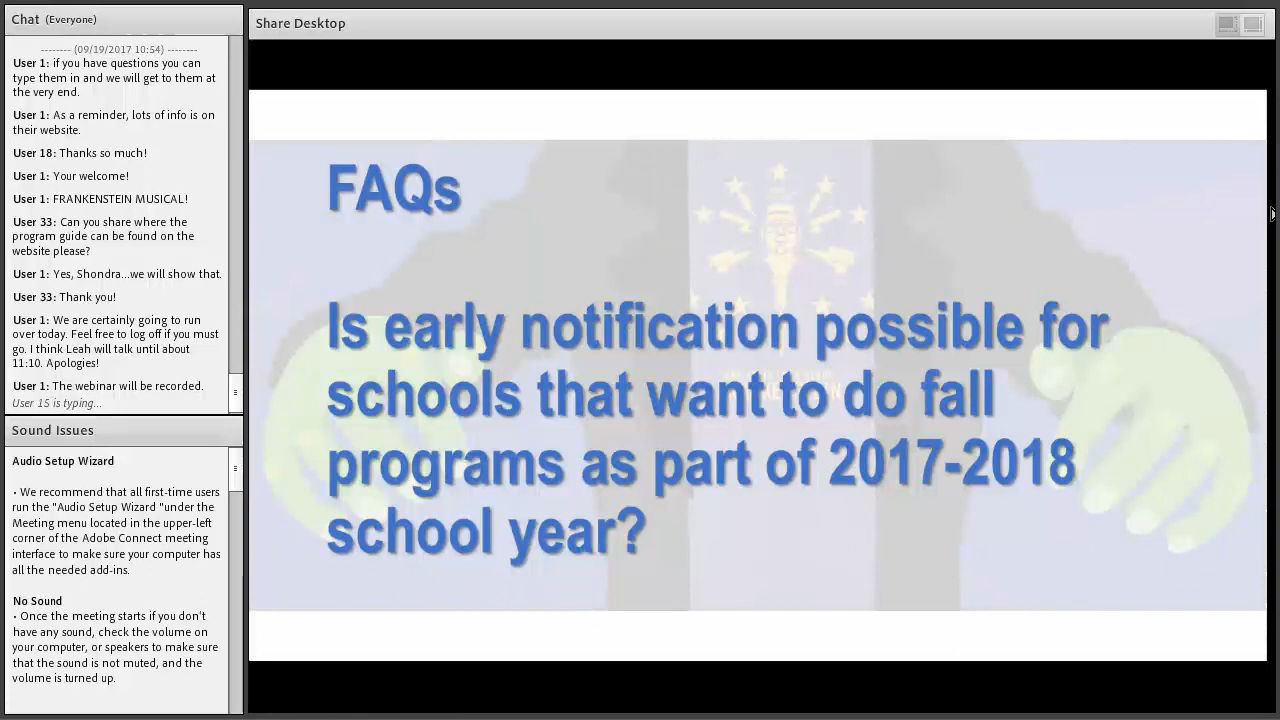 Chat (Everyone)
-------- (09/19/2017 10:54) --------
User 1: if you have questions you can
type them in and we will get to them at
the very end.
User 1: As a reminder, lots of info is on
their website.
User 18: Thanks so much!
User 1: Your welcome!
User 1: FRANKENSTEIN MUSICAL!
User 33: Can you share where the
program guide can be found on the
website please?
User 1: Yes, Shondra...we will show that.
User 33: Thank you!
User 1: We are certainly going to run
over today. Feel free to log off if you must
go. I think Leah will talk until about
11:10. Apologies!
User 1: The webinar will be recorded.
User 15 is typing...
Sound Issues
Audio Setup Wizard
• We recommend that all first-time users
run the "Audio Setup Wizard "under the
Meeting menu located in the upper-left
corner of the Adobe Connect meeting
interface to make sure your computer has
all the needed add-ins.
No Sound
• Once the meeting starts if you don't
have any sound, check the volume on
your computer, or speakers to make sure
that the sound is not muted, and the
volume is turned up.
Share Desktop
FAQs
Is early notification possible for
schools that want to do fall
programs as part of 2017-2018
school year?